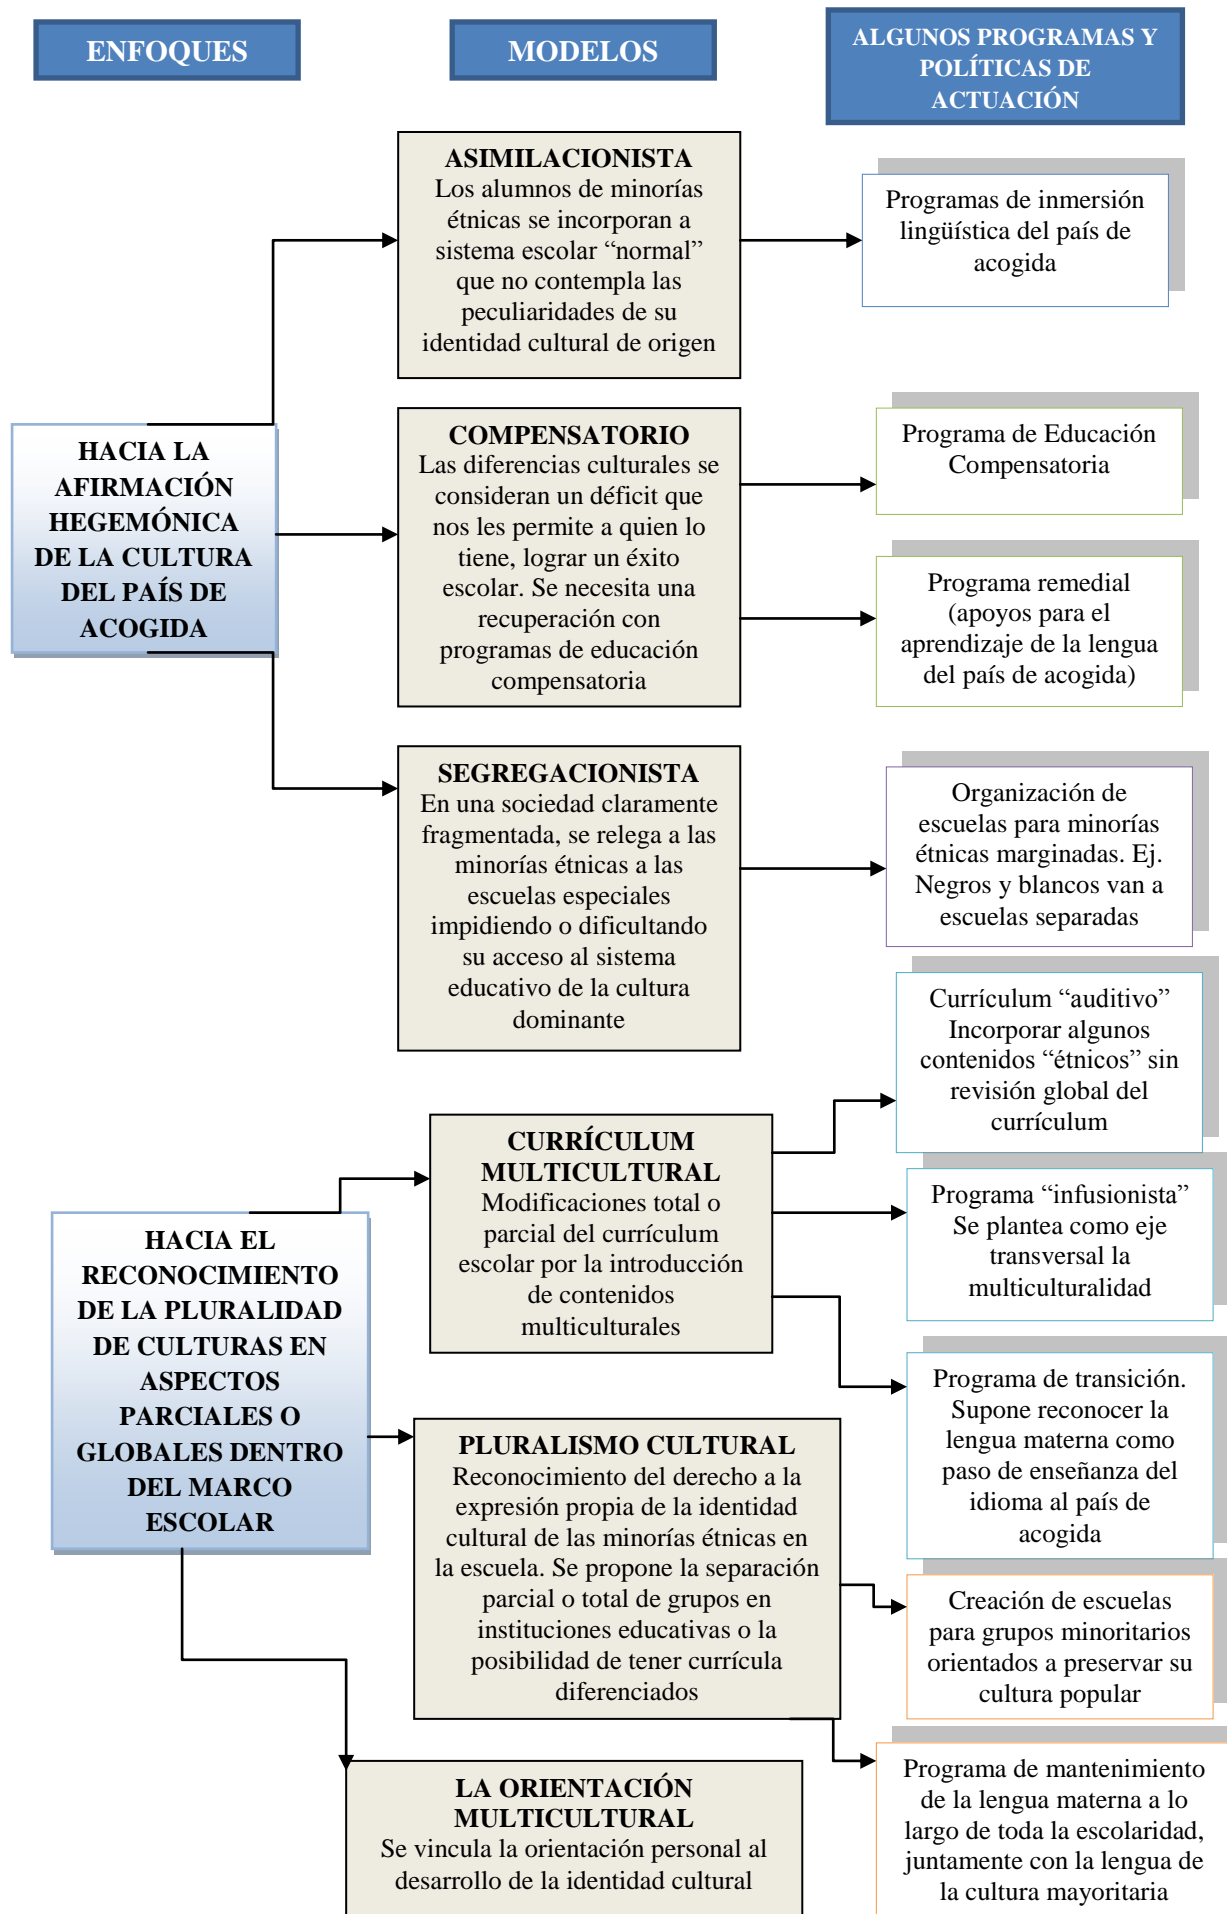 ENFOQUES
MODELOS
ALGUNOS PROGRAMAS Y
POLÍTICAS DE
ACTUACIÓN
HACIA LA
AFIRMACIÓN
HEGEMÓNICA
DE LA CULTURA
DEL PAÍS DE
ACOGIDA
ASIMILACIONISTA
Los alumnos de minorías
étnicas se incorporan a
sistema escolar “normal”
que no contempla las
peculiaridades de su
identidad cultural de origen
Programas de inmersión
lingüística del país de
acogida
COMPENSATORIO
Las diferencias culturales se
consideran un déficit que
nos les permite a quien lo
tiene, lograr un éxito
escolar. Se necesita una
recuperación con
programas de educación
compensatoria
Programa de Educación
Compensatoria
Programa remedial
(apoyos para el
aprendizaje de la lengua
del país de acogida)
SEGREGACIONISTA
En una sociedad claramente
fragmentada, se relega a las
minorías étnicas a las
escuelas especiales
impidiendo o dificultando
su acceso al sistema
educativo de la cultura
dominante
Organización de
escuelas para minorías
étnicas marginadas. Ej.
Negros y blancos van a
escuelas separadas
HACIA EL
RECONOCIMIENTO
DE LA PLURALIDAD
DE CULTURAS EN
ASPECTOS
PARCIALES O
GLOBALES DENTRO
DEL MARCO
ESCOLAR
CURRÍCULUM
MULTICULTURAL
Modificaciones total o
parcial del currículum
escolar por la introducción
de contenidos
multiculturales
Currículum “auditivo”
Incorporar algunos
contenidos “étnicos” sin
revisión global del
currículum
Programa “infusionista”
Se plantea como eje
transversal la
multiculturalidad
Programa de transición.
Supone reconocer la
lengua materna como
paso de enseñanza del
idioma al país de
acogida
PLURALISMO CULTURAL
Reconocimiento del derecho a la
expresión propia de la identidad
cultural de las minorías étnicas en
la escuela. Se propone la separación
parcial o total de grupos en
instituciones educativas o la
posibilidad de tener currícula
diferenciados
Creación de escuelas
para grupos minoritarios
orientados a preservar su
cultura popular
Programa de mantenimiento
de la lengua materna a lo
largo de toda la escolaridad,
juntamente con la lengua de
la cultura mayoritaria
LA ORIENTACIÓN
MULTICULTURAL
Se vincula la orientación personal al
desarrollo de la identidad cultural